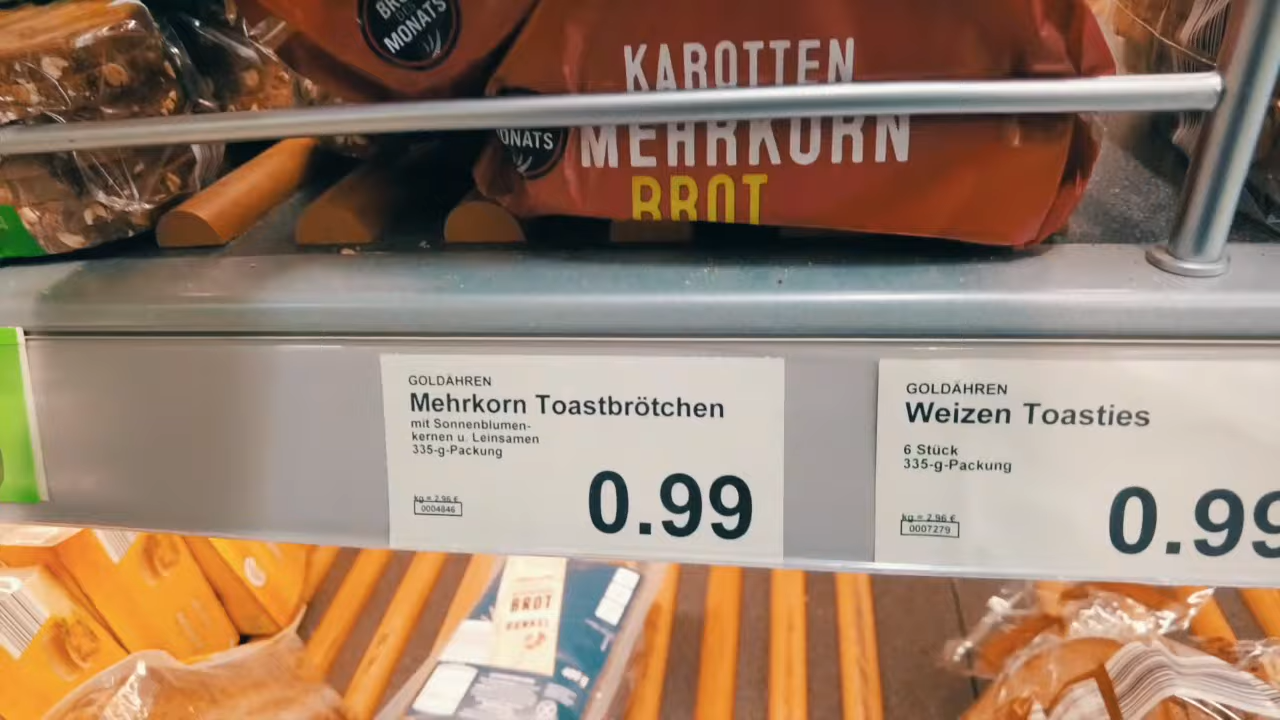 MONATS
KAROTTEN
MEHRKORN
BROT
GOLDÄHREN
Mehrkorn Toastbrötchen
mit Sonnenblumen-
kernen u. Leinsamen
335-g-Packung
kg = 2.96 €
0004846
0.99
GOLDÄHREN
Weizen Toasties
6 Stück
335-g-Packung
kg = 2.96 €
0007279
0.99
BROT
DUNKEL